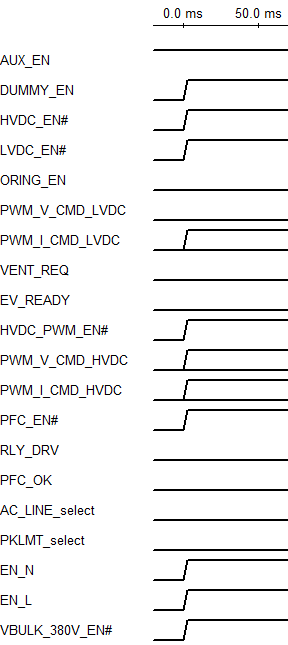 0.0 ms 50.0 ms
AUX_EN
DUMMY_EN
HVDC_EN#
LVDC_EN#
ORING_EN
PWM_V_CMD_LVDC
PWM_I_CMD_LVDC
VENT_REQ
EV_READY
HVDC_PWM_EN#
PWM_V_CMD_HVDC
PWM_I_CMD_HVDC
PFC_EN#
RLY_DRV
PFC_OK
AC_LINE_select
PKLMT_select
EN_N
EN_L
VBULK_380V_EN#